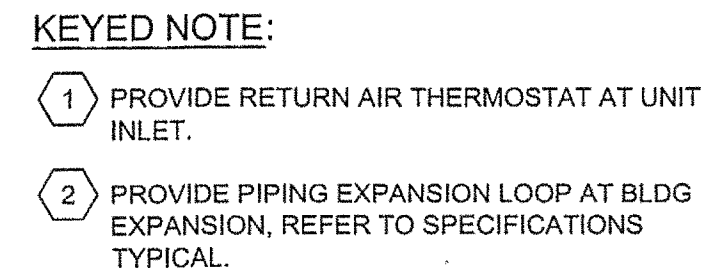 KEYED NOTE:
1 PROVIDE RETURN AIR THERMOSTAT AT UNIT
INLET.
2 PROVIDE PIPING EXPANSION LOOP AT BLDG
EXPANSION, REFER TO SPECIFICATIONS
TYPICAL.